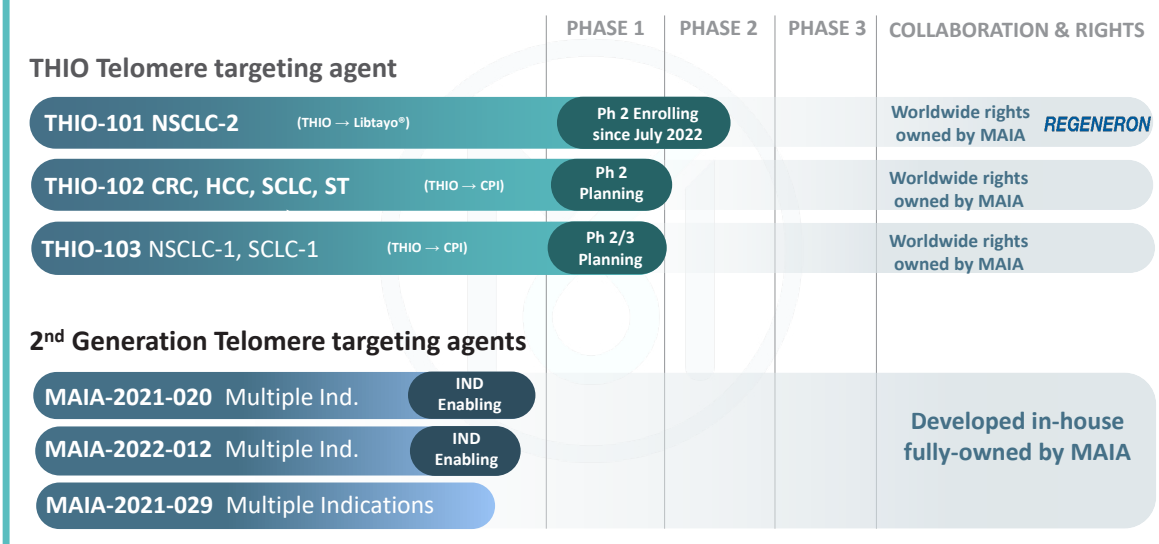 PHASE 1 PHASE 2 PHASE 3 COLLABORATION & RIGHTS
THIO Telomere targeting agent
THIO-101 NSCLC-2 (THIO → Libtayo®) Ph 2 Enrolling since July 2022 Worldwide rights owned by MAIA REGENERON
THIO-102 CRC, HCC, SCLC, ST (THIO → CPI) Ph 2 Planning Worldwide rights owned by MAIA
THIO-103 NSCLC-1, SCLC-1 (THIO → CPI) Ph 2/3 Planning Worldwide rights owned by MAIA
2nd Generation Telomere targeting agents
MAIA-2021-020 Multiple Ind. IND Enabling
MAIA-2022-012 Multiple Ind. IND Enabling
MAIA-2021-029 Multiple Indications
Developed in-house
fully-owned by MAIA